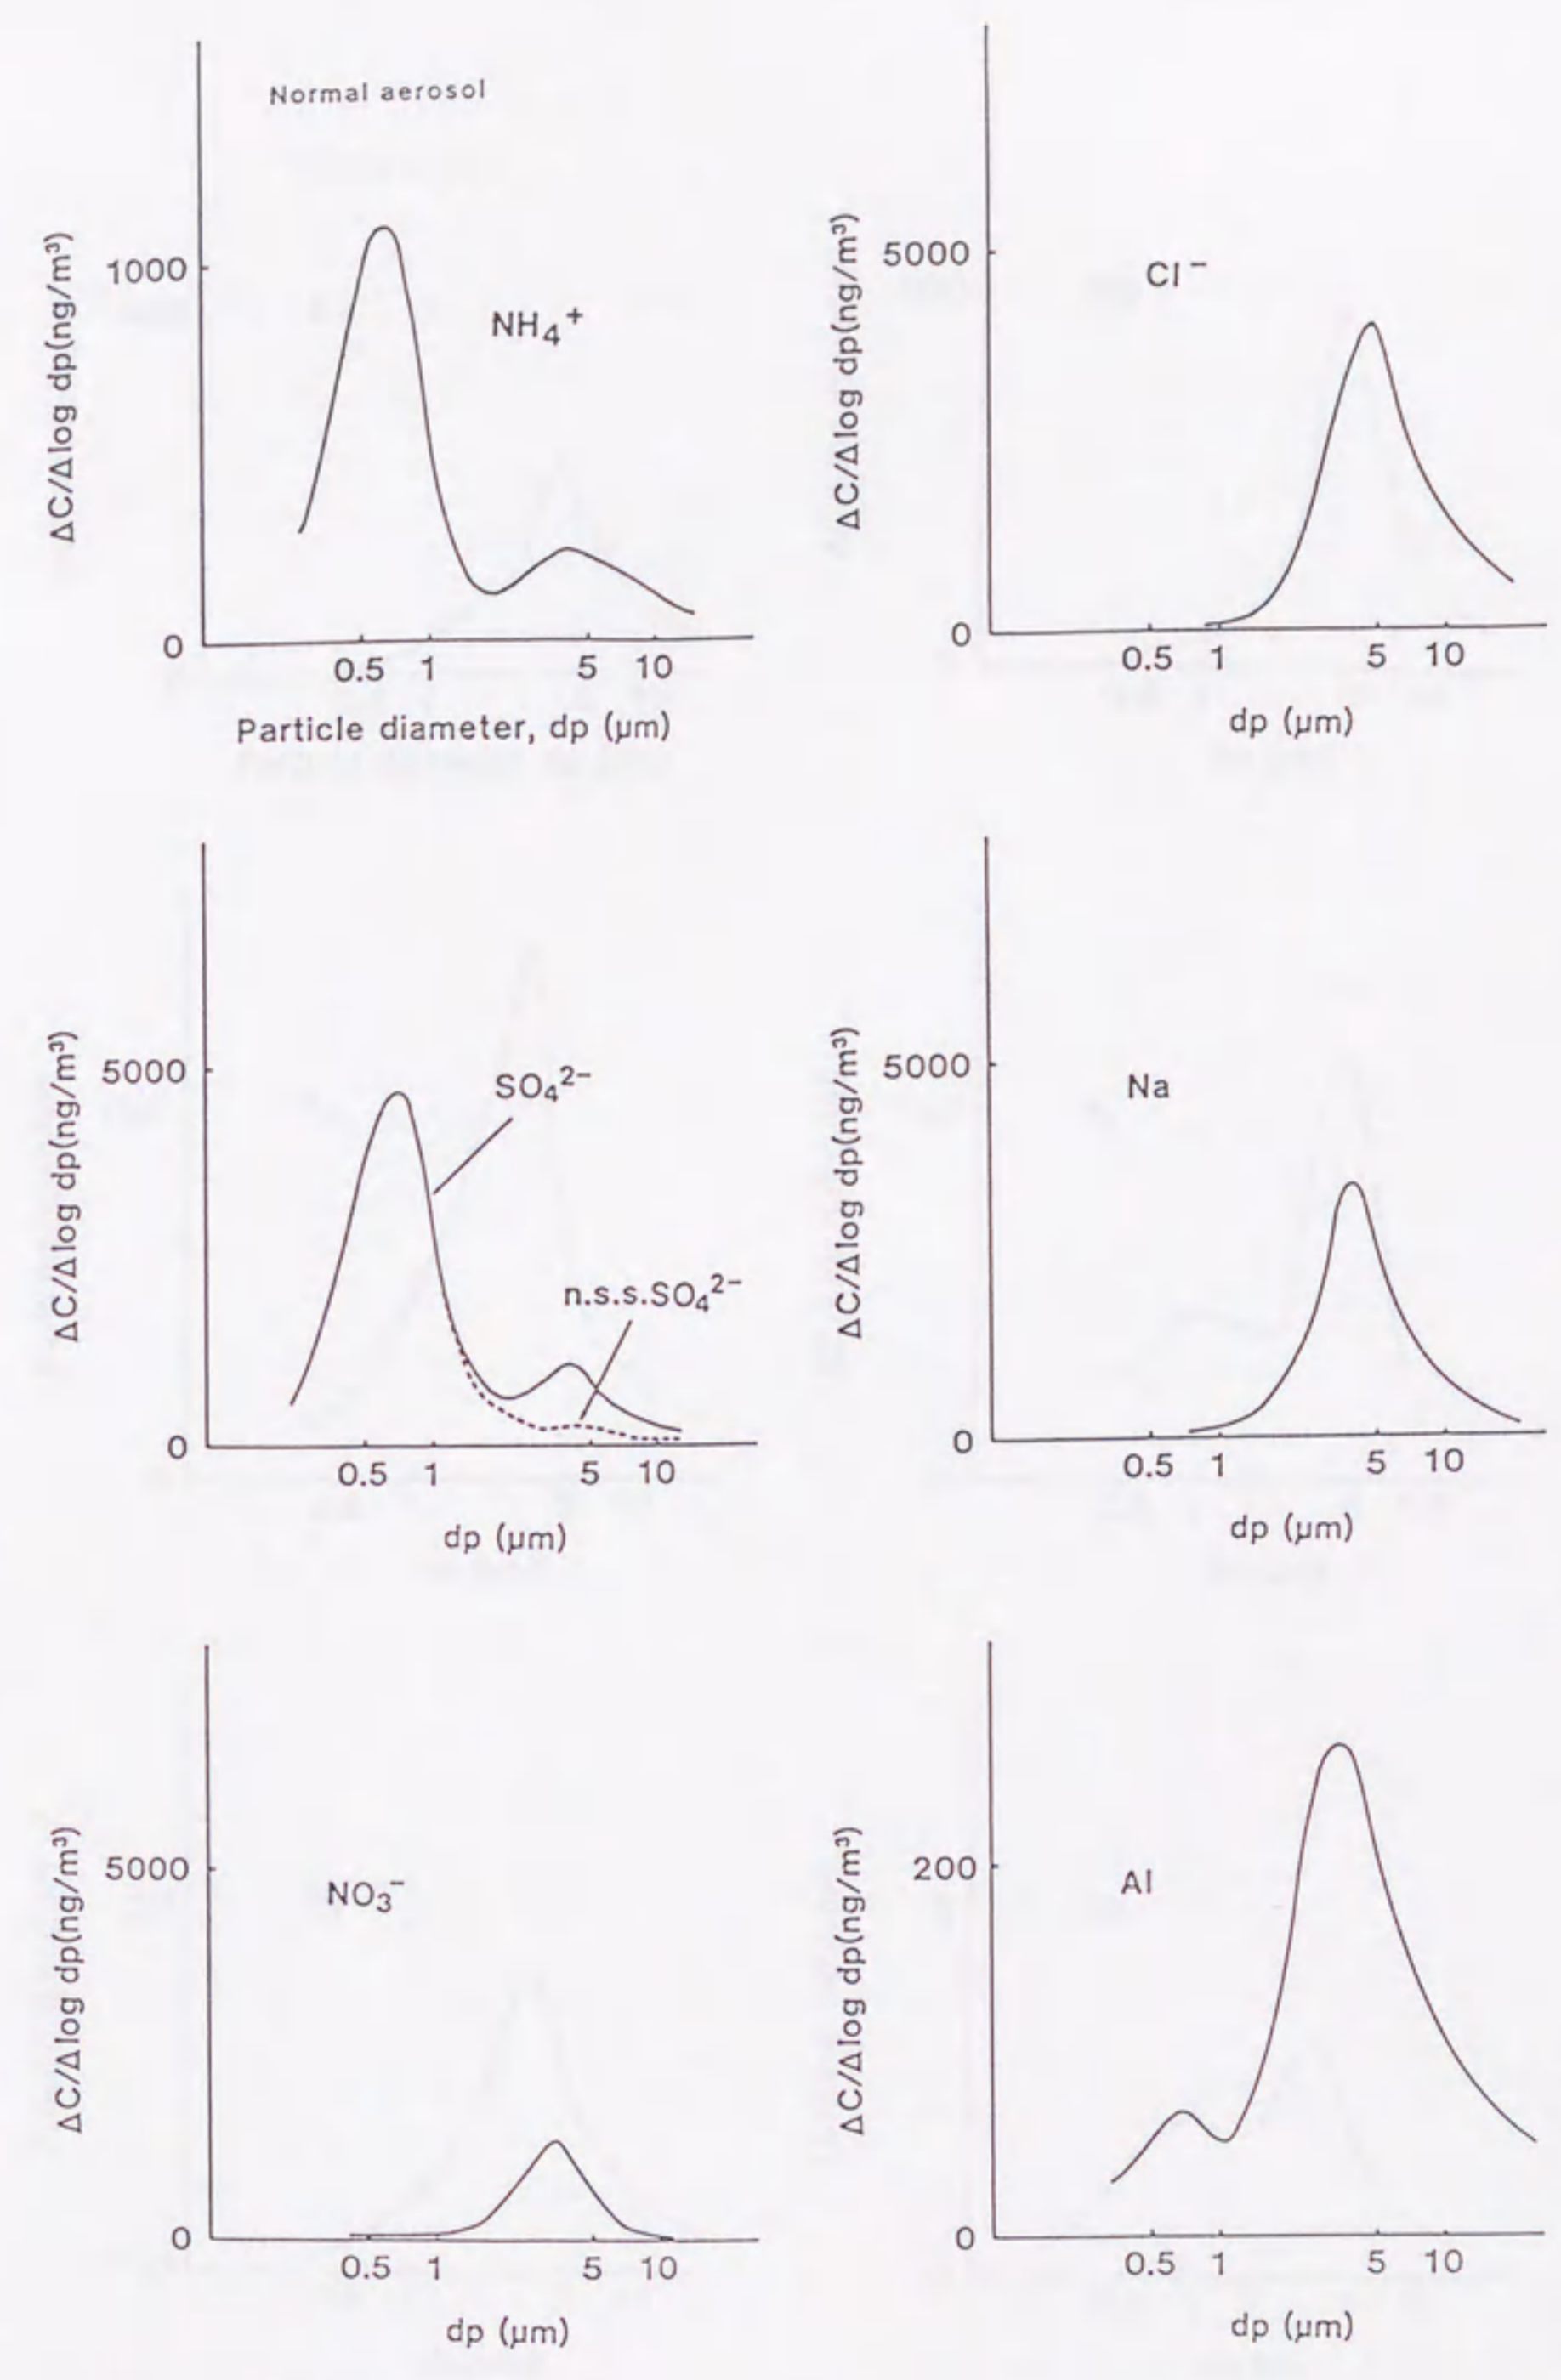 Normal aerosol
ΔC/Δlog dp(ng/m³)
1000
NH₄⁺
0
0.5 1 5 10
Particle diameter, dp (µm)
ΔC/Δlog dp(ng/m³)
5000
Cl⁻
0
0.5 1 5 10
dp (µm)
ΔC/Δlog dp(ng/m³)
5000
SO₄²⁻
n.s.s.SO₄²⁻
0
0.5 1 5 10
dp (µm)
ΔC/Δlog dp(ng/m³)
5000
Na
0
0.5 1 5 10
dp (µm)
ΔC/Δlog dp(ng/m³)
5000
NO₃⁻
0
0.5 1 5 10
dp (µm)
ΔC/Δlog dp(ng/m³)
200
Al
0
0.5 1 5 10
dp (µm)